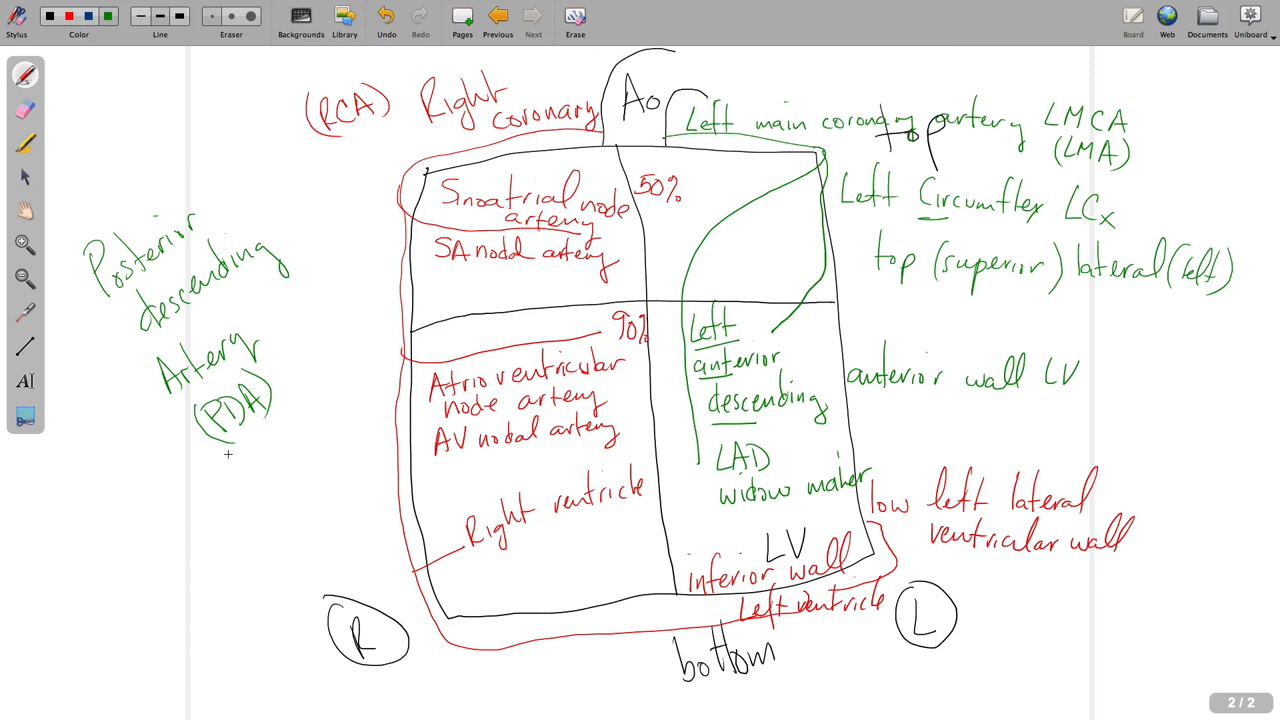 Stylus
Color
Line
Eraser
Backgrounds
Library
Undo
Redo
Pages
Previous
Next
Erase
Board
Web
Documents
Uniboard
(RCA) Right
coronary
Ao
Left main coronary artery LMCA
(LMA)
top
Sinoatrial node 50%
artery
SA nodal artery
Left Circumflex LCx
top (superior) lateral (left)
Posterior
descending
Artery
(PDA)
90%
Atrioventricular
node artery
AV nodal artery
Left
anterior
descending
LAD
widow maker
anterior wall LV
Right ventricle
low left lateral
ventricular wall
LV
inferior wall
Left ventricle
R
L
bottom
2 / 2